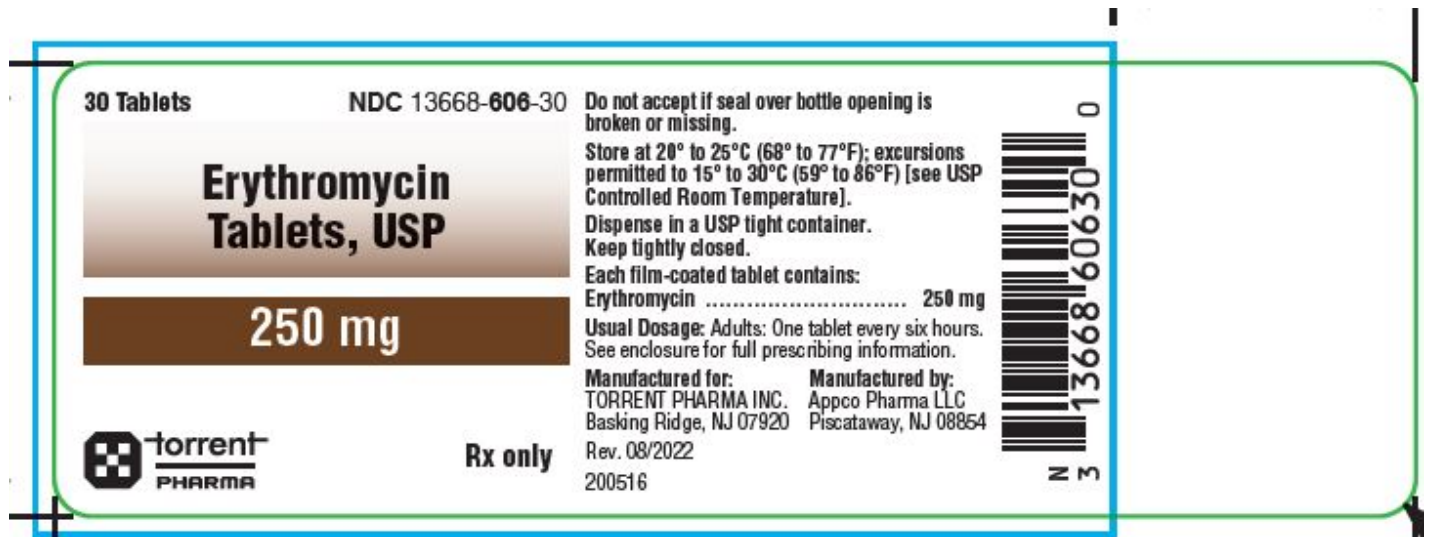 30 Tablets NDC 13668-606-30
Erythromycin
Tablets, USP
250 mg
torrent
PHARMA
Rx only
Do not accept if seal over bottle opening is
broken or missing.
Store at 20° to 25°C (68° to 77°F); excursions
permitted to 15° to 30°C (59° to 86°F) [see USP
Controlled Room Temperature].
Dispense in a USP tight container.
Keep tightly closed.
Each film-coated tablet contains:
Erythromycin .............................. 250 mg
Usual Dosage: Adults: One tablet every six hours.
See enclosure for full prescribing information.
Manufactured for: Manufactured by:
TORRENT PHARMA INC. Appco Pharma LLC
Basking Ridge, NJ 07920 Piscataway, NJ 08854
Rev. 08/2022
200516
N
3 13668 60630 0